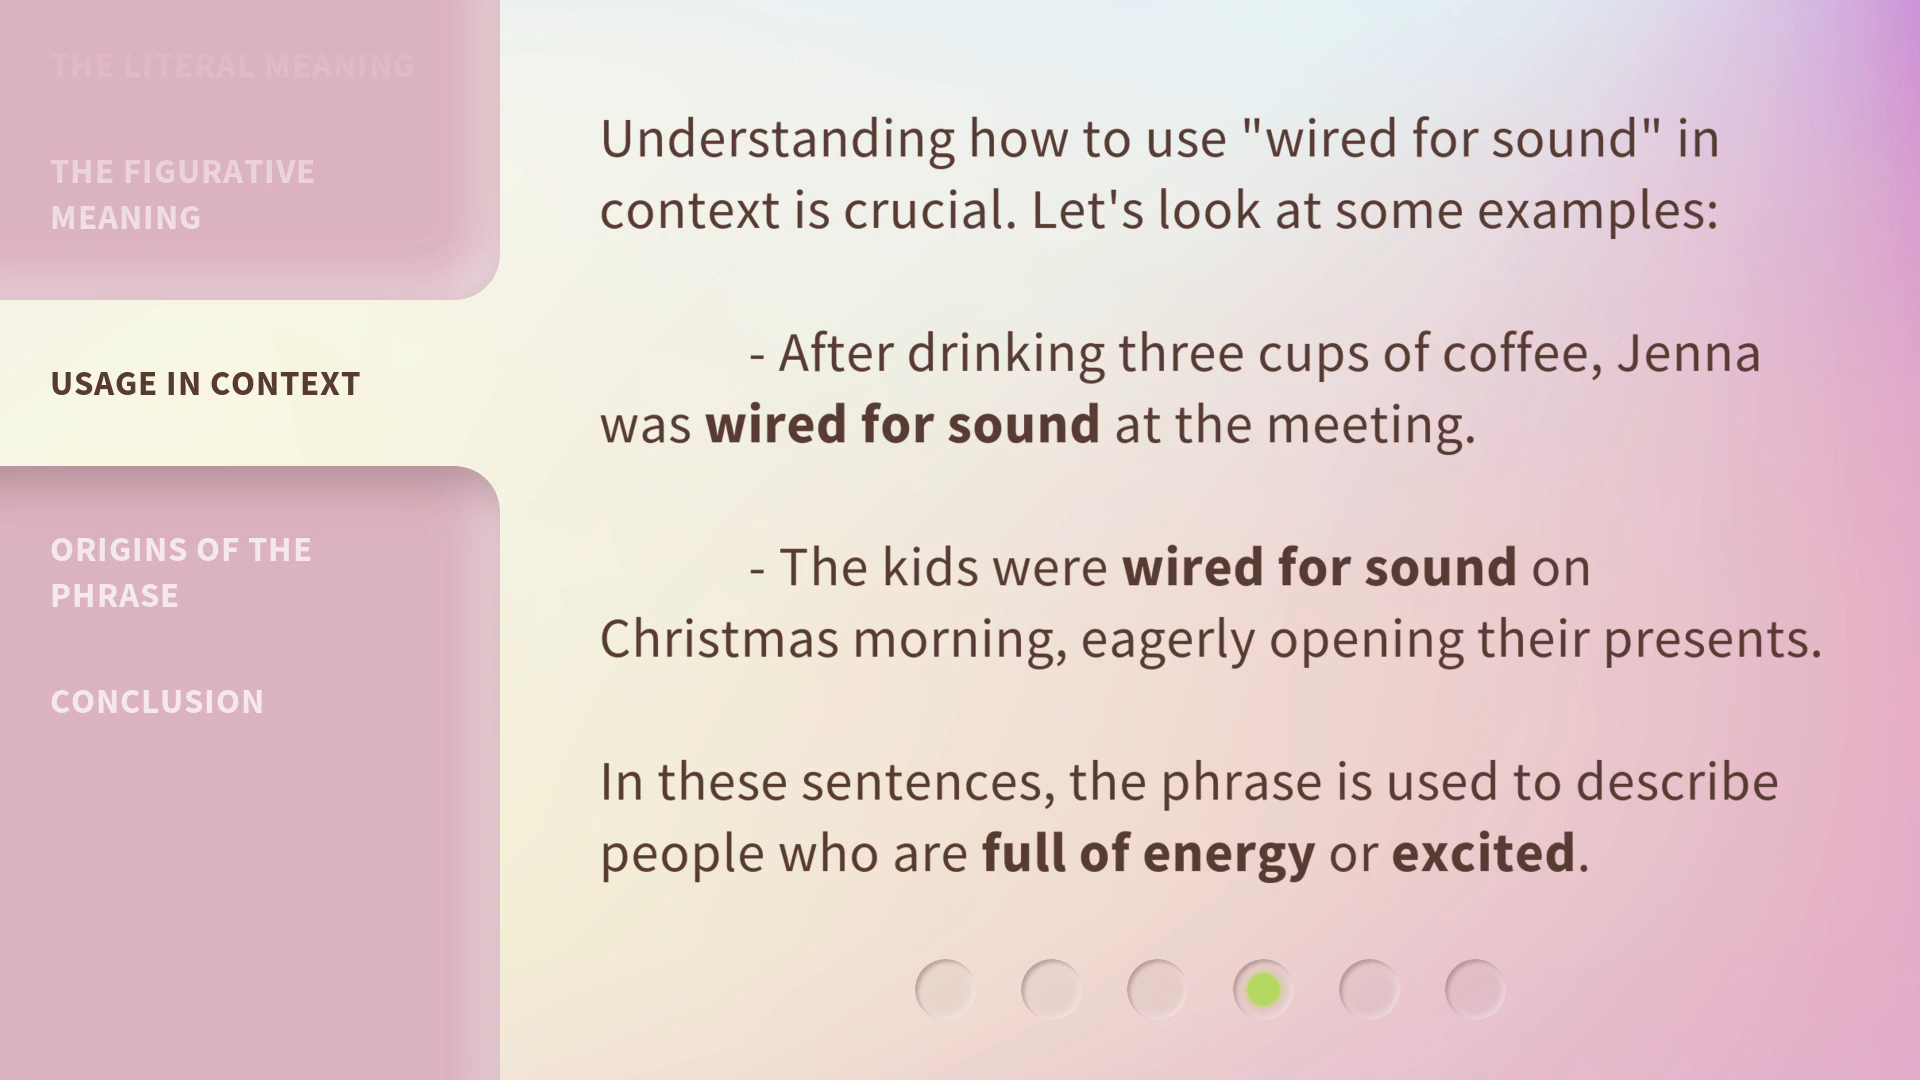 THE LITERAL MEANING
THE FIGURATIVE
MEANING
USAGE IN CONTEXT
ORIGINS OF THE
PHRASE
CONCLUSION
Understanding how to use "wired for sound" in
context is crucial. Let's look at some examples:
- After drinking three cups of coffee, Jenna
was wired for sound at the meeting.
- The kids were wired for sound on
Christmas morning, eagerly opening their presents.
In these sentences, the phrase is used to describe
people who are full of energy or excited.